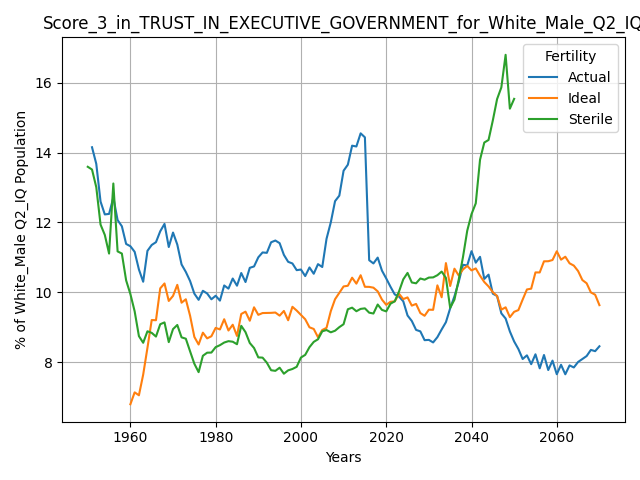 Score_3_in_TRUST_IN_EXECUTIVE_GOVERNMENT_for_White_Male_Q2_IQ
Fertility
Actual
Ideal
Sterile
% of White_Male Q2_IQ Population
16
14
12
10
8
1960
1980
2000
2020
2040
2060
Years